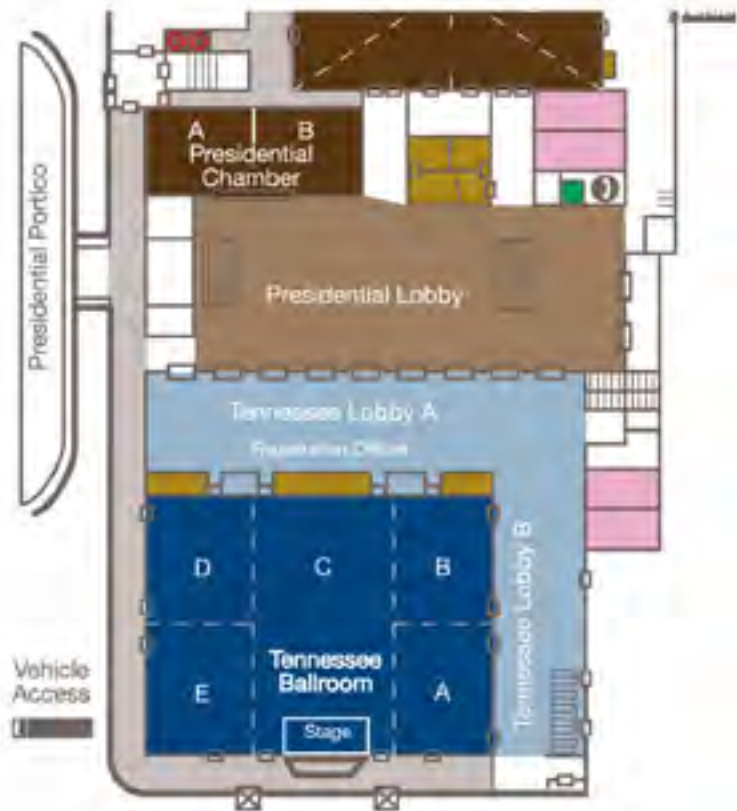 A B
Presidential
Chamber
Presidential Portico
Presidential Lobby
Tennessee Lobby A
Registration Offices
D C B
Tennessee Lobby B
Tennessee
Ballroom
E A
Stage
Vehicle
Access